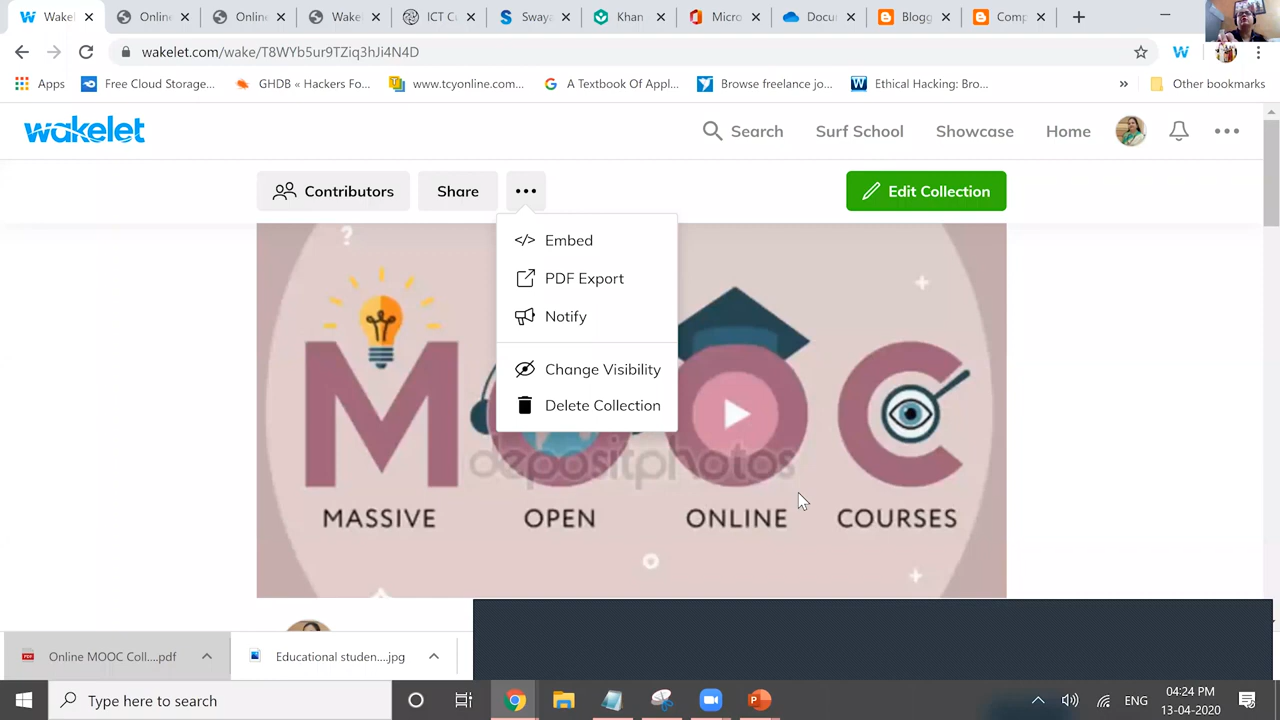 Wakel
Online
Online
Wake
ICT C
Sway
Khan
Micro
Docu
Blogg
Comp
wakelet.com/wake/T8WYb5ur9TZiq3hJi4N4D
Apps
Free Cloud Storage...
GHDB « Hackers Fo...
www.tcyonline.com...
A Textbook Of Appl...
Browse freelance jo...
Ethical Hacking: Bro...
»
Other bookmarks
wakelet
Search
Surf School
Showcase
Home
Contributors
Share
Edit Collection
</> Embed
PDF Export
Notify
Change Visibility
Delete Collection
M O C
depositphotos
MASSIVE OPEN ONLINE COURSES
Online MOOC Coll....pdf
Educational studen....jpg
Type here to search
ENG
04:24 PM
13-04-2020